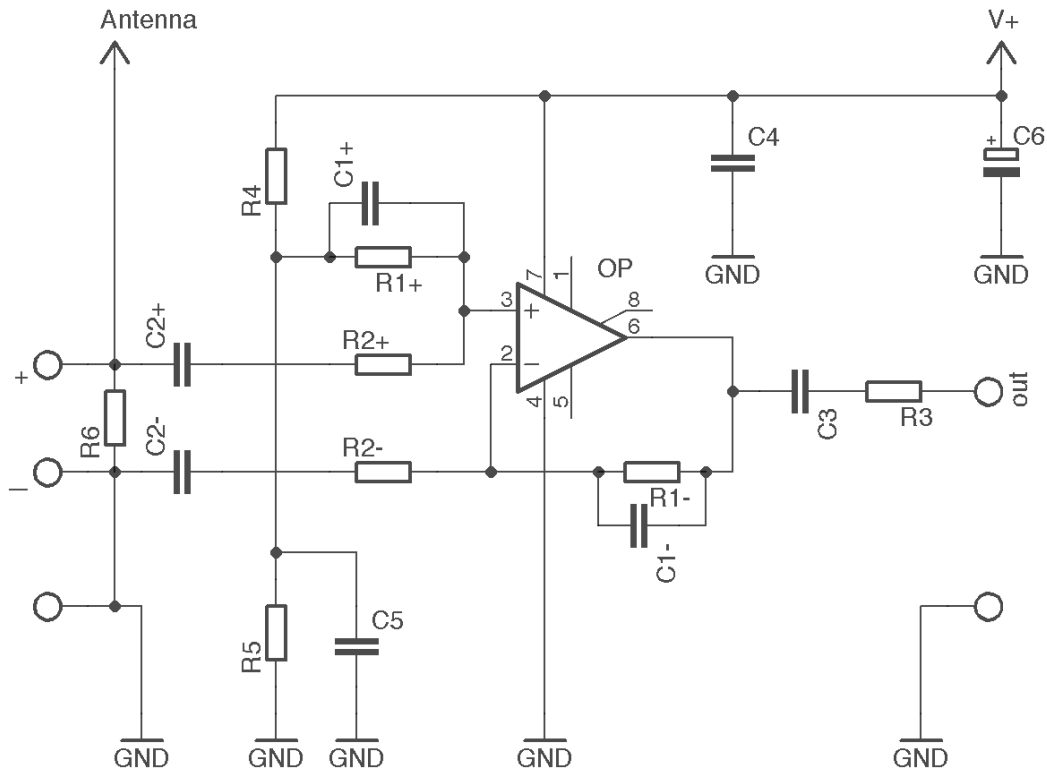 Antenna
V+
C1+
C4
+
C6
R4
R1+
GND
GND
7
1
OP
3
+
8
6
C2+
R2+
2
−
+
4
5
out
R6
C2-
R2-
C3
R3
−
R1-
C1-
R5
C5
GND
GND
GND
GND
GND